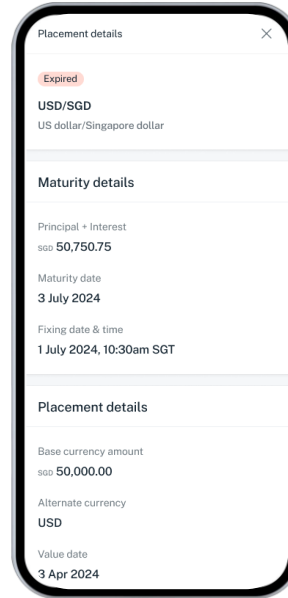 Placement details
Expired
USD/SGD
US dollar/Singapore dollar
Maturity details
Principal + Interest
SGD 50,750.75
Maturity date
3 July 2024
Fixing date & time
1 July 2024, 10:30am SGT
Placement details
Base currency amount
SGD 50,000.00
Alternate currency
USD
Value date
3 Apr 2024